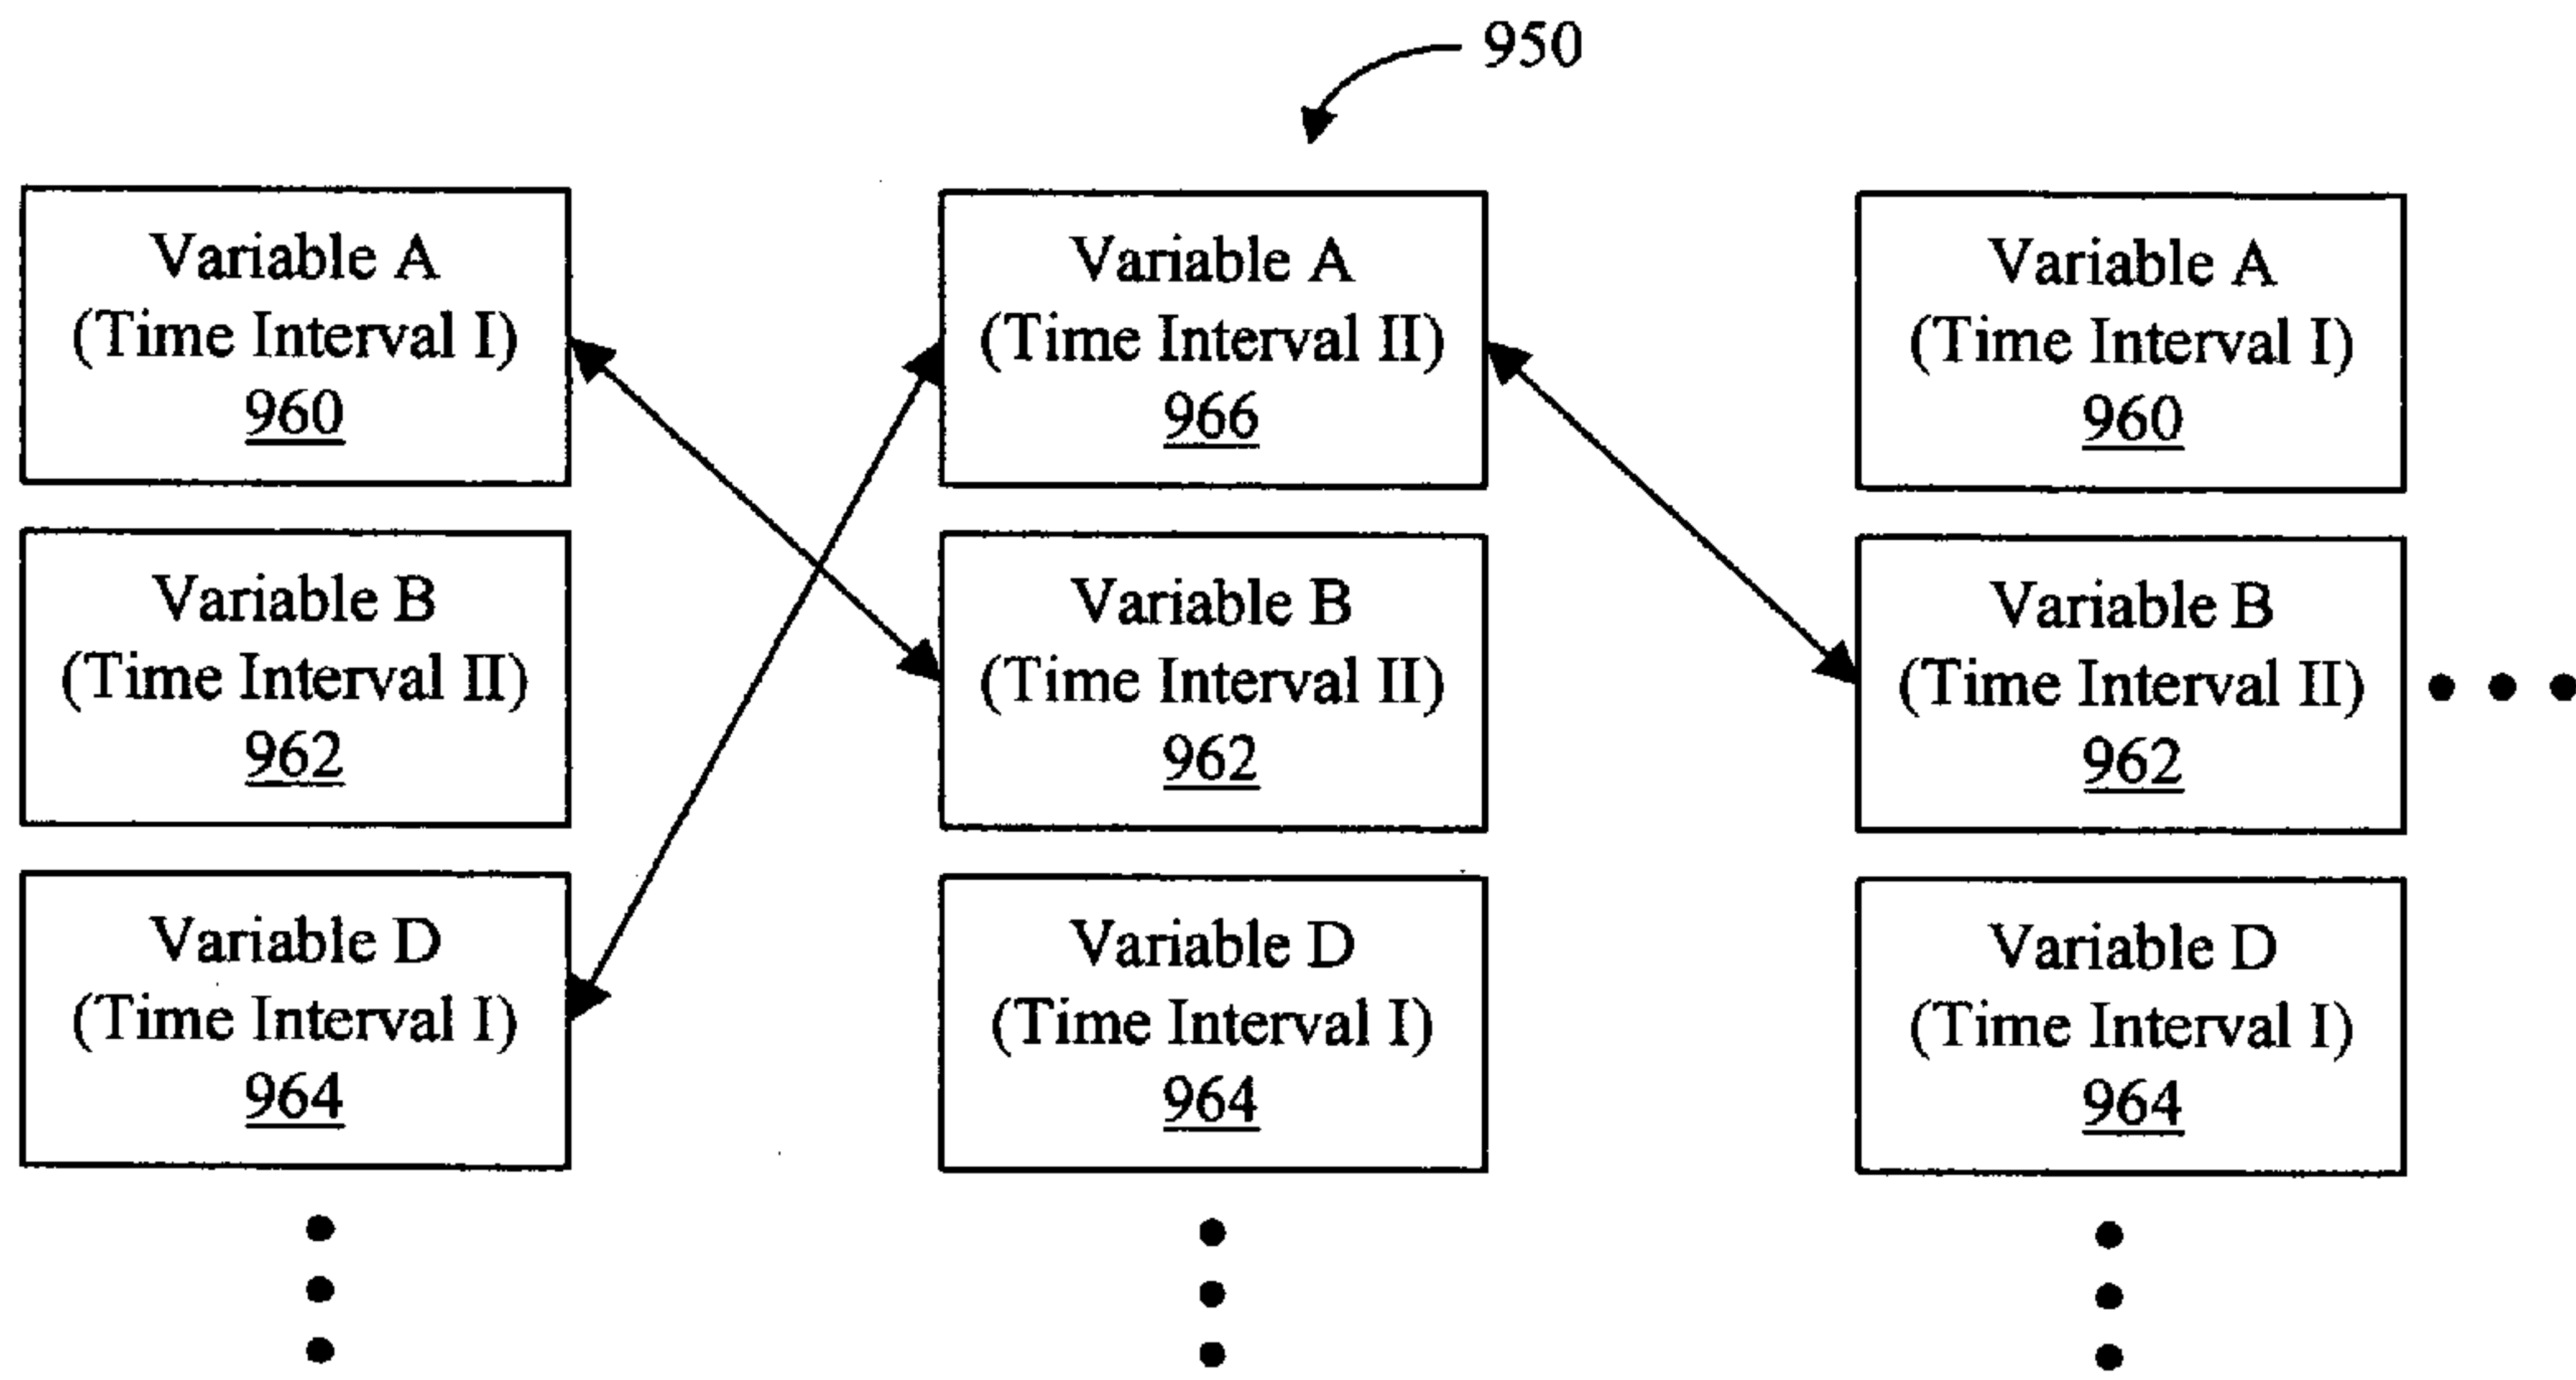 950
Variable A
(Time Interval I)
960
Variable A
(Time Interval II)
966
Variable A
(Time Interval I)
960
Variable B
(Time Interval II)
962
Variable B
(Time Interval II)
962
Variable B
(Time Interval II)
962
Variable D
(Time Interval I)
964
Variable D
(Time Interval I)
964
Variable D
(Time Interval I)
964